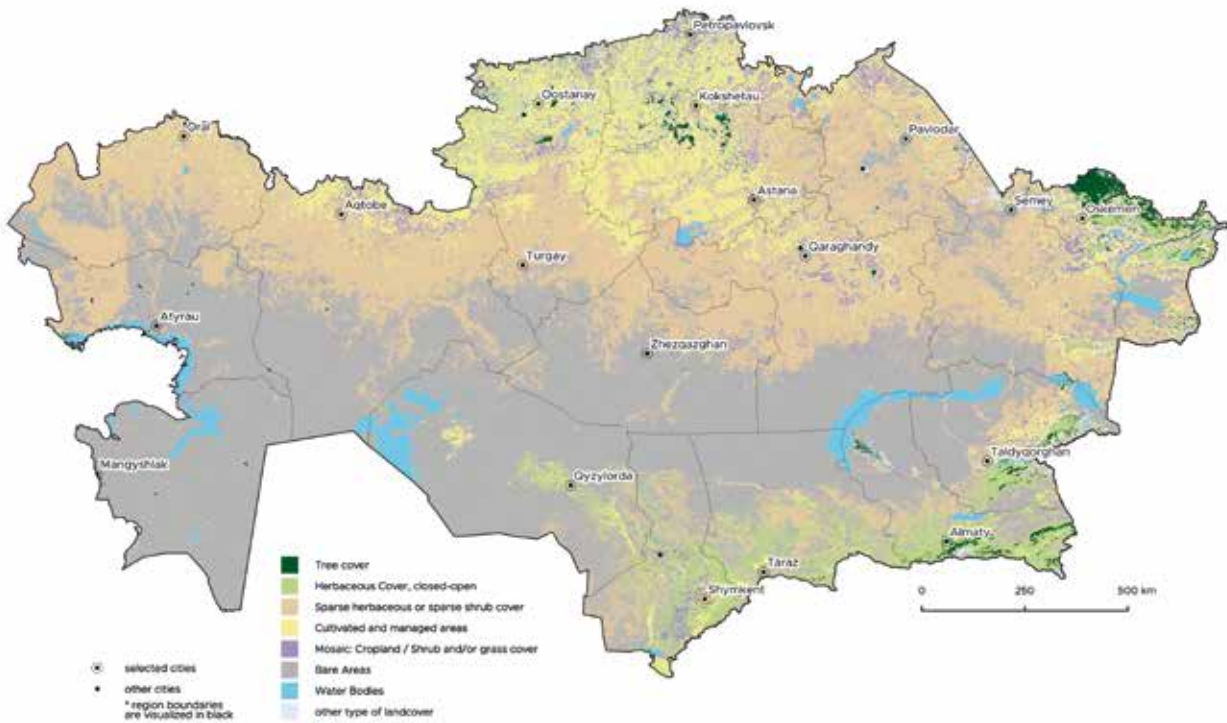 Petropavlovsk
Qostanay
Kokshetau
Oral
Pavlodar
Aqtobe
Astana
Semey
Oskemen
Qaraghandy
Turgay
Atyrau
Zhezqazghan
Mangyshlak
Taldyqorghan
Qyzylorda
Almaty
Taraz
Shymkent
0 250 500 km
Tree cover
Herbaceous Cover, closed-open
Sparse herbaceous or sparse shrub cover
Cultivated and managed areas
Mosaic: Cropland / Shrub and/or grass cover
Bare Areas
Water Bodies
other type of landcover
selected cities
other cities
* region boundaries
are visualized in black